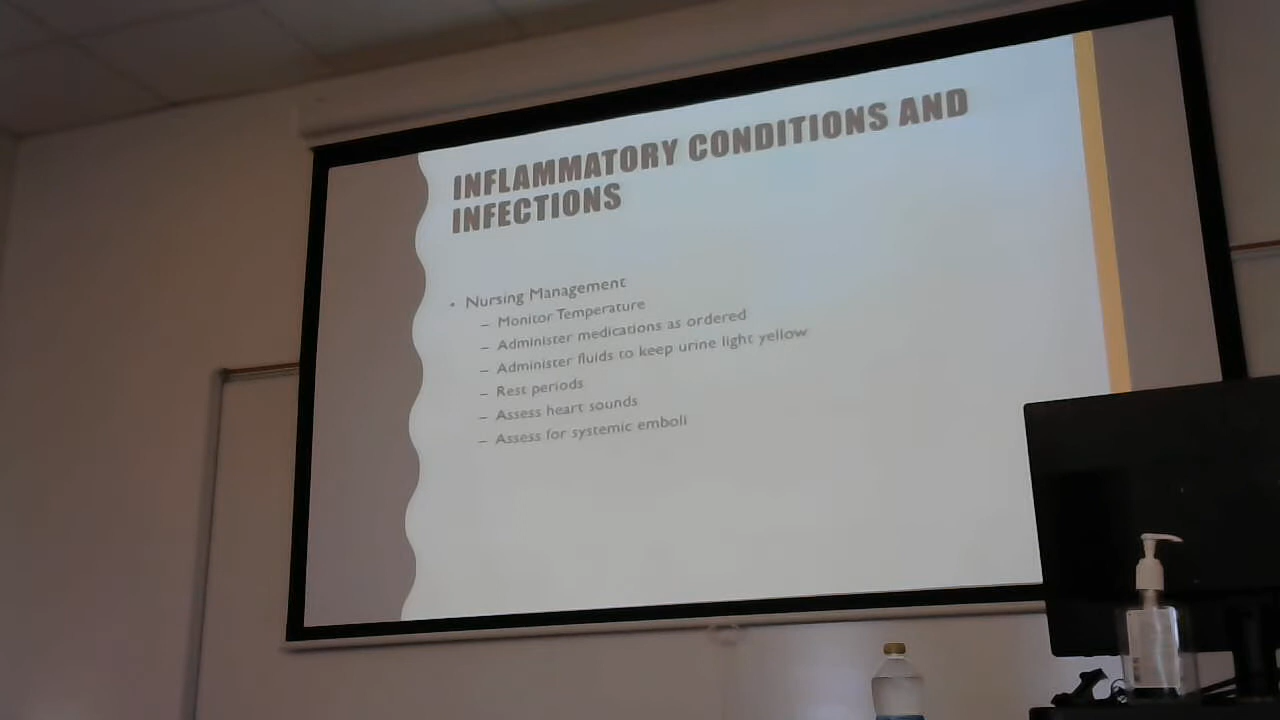 INFLAMMATORY CONDITIONS AND
INFECTIONS
• Nursing Management
– Monitor Temperature
– Administer medications as ordered
– Administer fluids to keep urine light yellow
– Rest periods
– Assess heart sounds
– Assess for systemic emboli